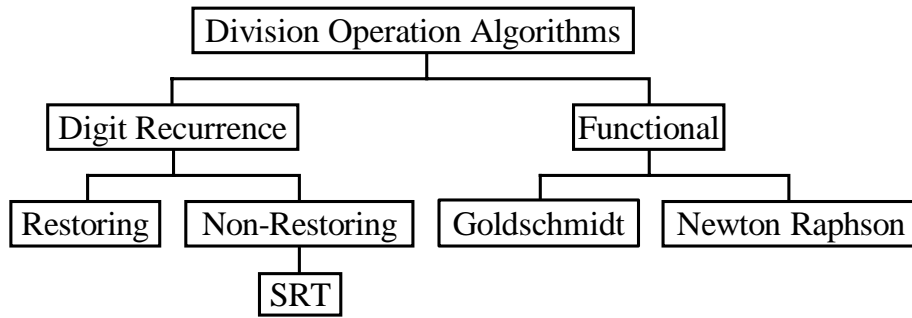 Division Operation Algorithms
Digit Recurrence
Functional
Restoring
Non-Restoring
Goldschmidt
Newton Raphson
SRT